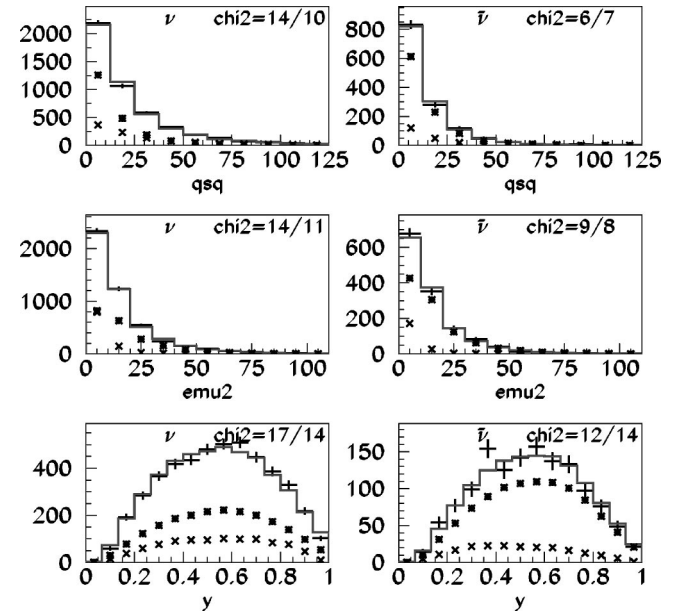 ν chi2=14/10
2000
1500
1000
500
0
0 25 50 75 100 125
qsq
ν̄ chi2=6/7
800
600
400
200
0
0 25 50 75 100 125
qsq
ν chi2=14/11
2000
1000
0
0 25 50 75 100
emu2
ν̄ chi2=9/8
600
400
200
0
0 25 50 75 100
emu2
ν chi2=17/14
400
200
0
0 0.2 0.4 0.6 0.8 1
y
ν̄ chi2=12/14
150
100
50
0
0 0.2 0.4 0.6 0.8 1
y